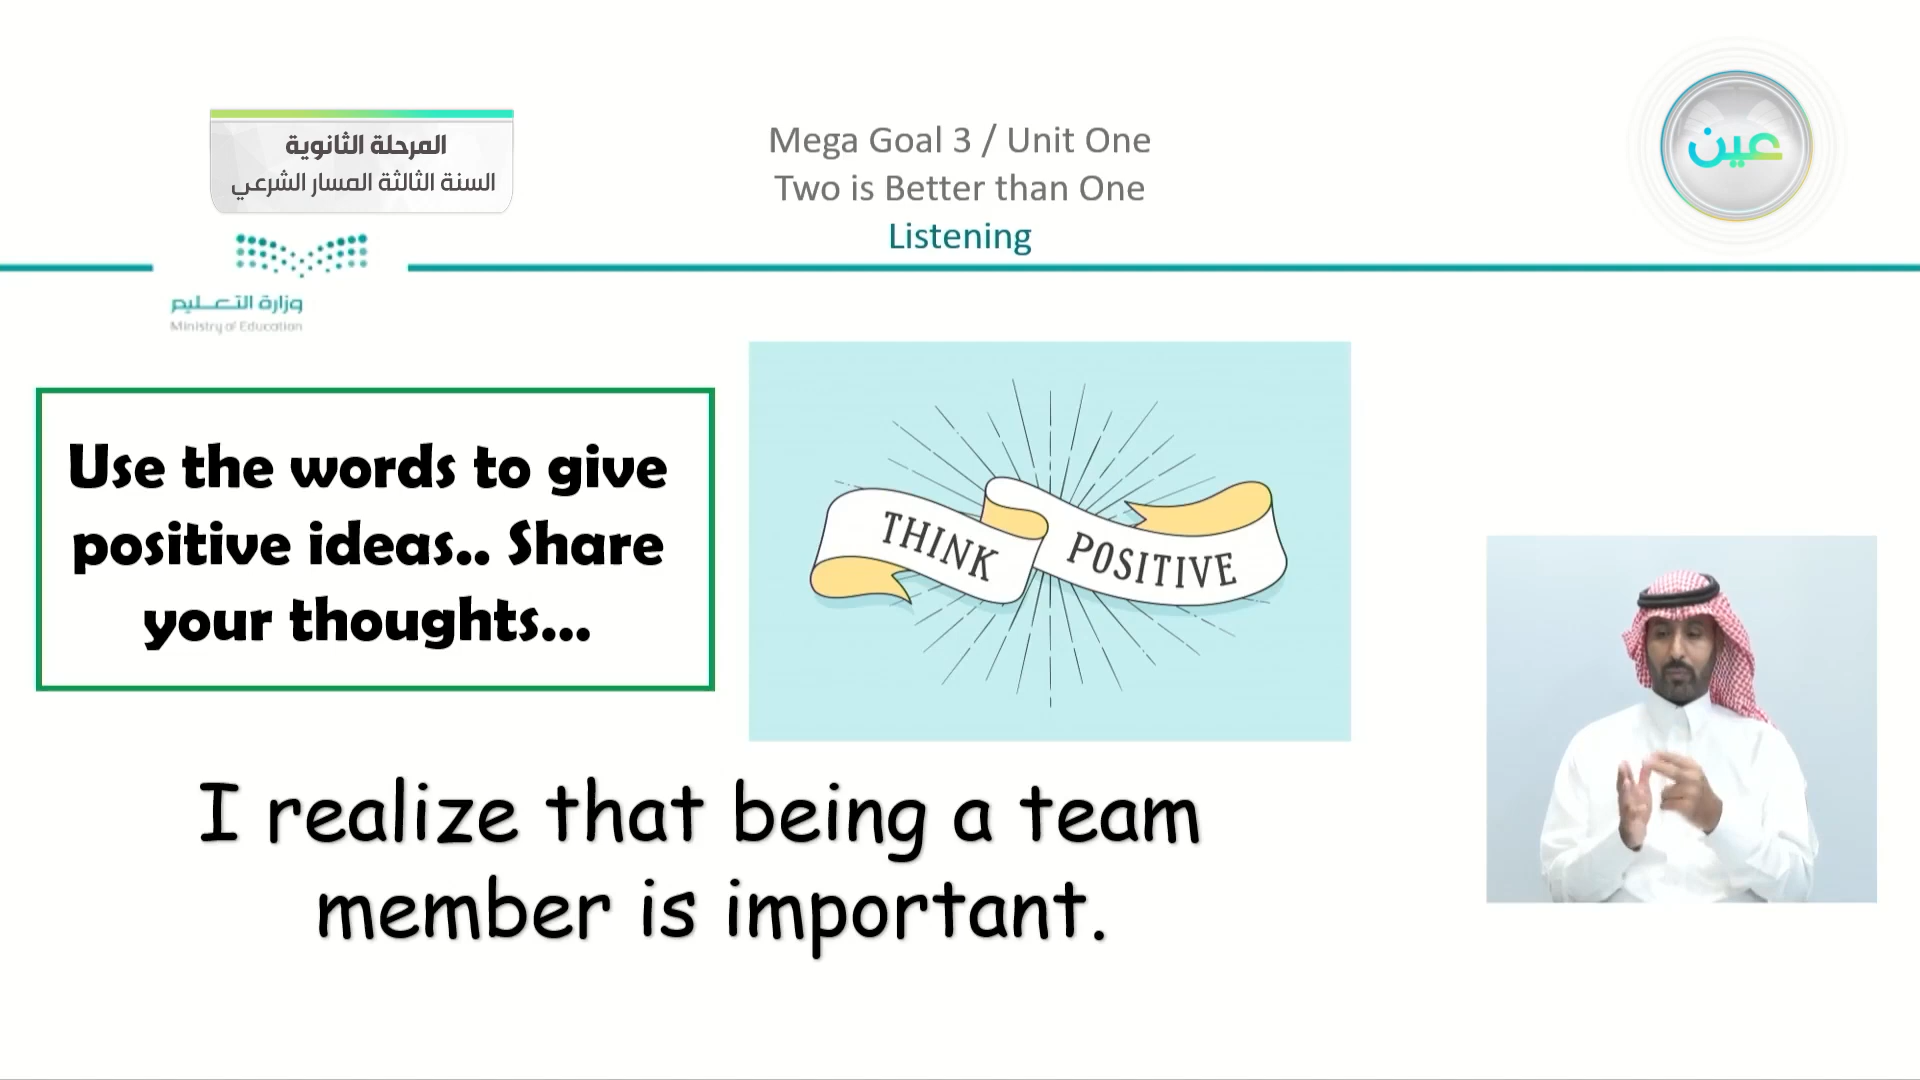 المرحلة الثانوية
السنة الثالثة المسار الشرعي
Mega Goal 3 / Unit One
Two is Better than One
Listening
عين
وزارة التعليم
Ministry of Education
Use the words to give
positive ideas.. Share
your thoughts...
THINK POSITIVE
I realize that being a team
member is important.